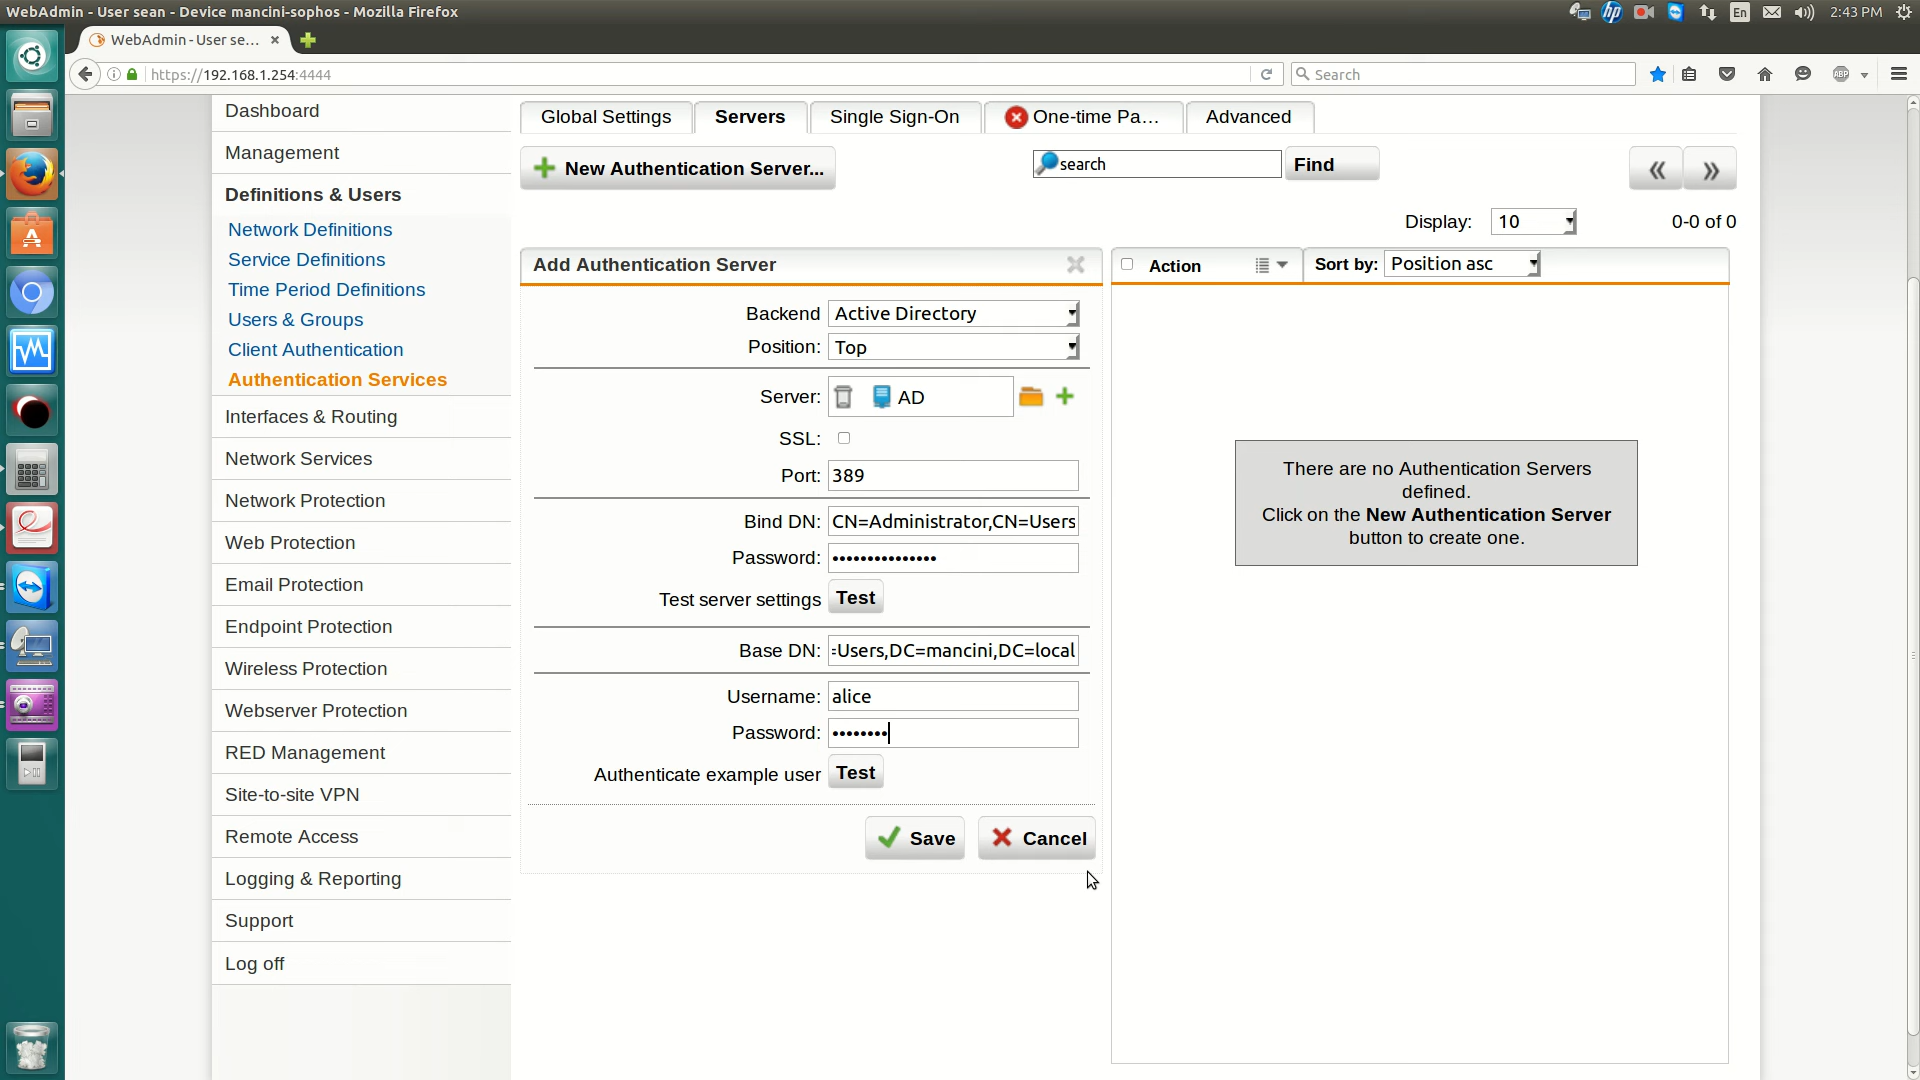 WebAdmin - User sean - Device mancini-sophos - Mozilla Firefox
hp
En
2:43 PM
WebAdmin - User se...
https://192.168.1.254:4444
Search
ABP
Dashboard
Management
Definitions & Users
Network Definitions
Service Definitions
Time Period Definitions
Users & Groups
Client Authentication
Authentication Services
Interfaces & Routing
Network Services
Network Protection
Web Protection
Email Protection
Endpoint Protection
Wireless Protection
Webserver Protection
RED Management
Site-to-site VPN
Remote Access
Logging & Reporting
Support
Log off
Global Settings
Servers
Single Sign-On
One-time Pa...
Advanced
New Authentication Server...
search
Find
Display: 10
0-0 of 0
Add Authentication Server
Backend Active Directory
Position: Top
Server: AD
SSL:
Port: 389
Bind DN: CN=Administrator,CN=Users
Password: •••••••••••••••
Test server settings Test
Base DN: =Users,DC=mancini,DC=local
Username: alice
Password: ••••••••
Authenticate example user Test
Save
Cancel
Action
Sort by: Position asc
There are no Authentication Servers
defined.
Click on the New Authentication Server
button to create one.